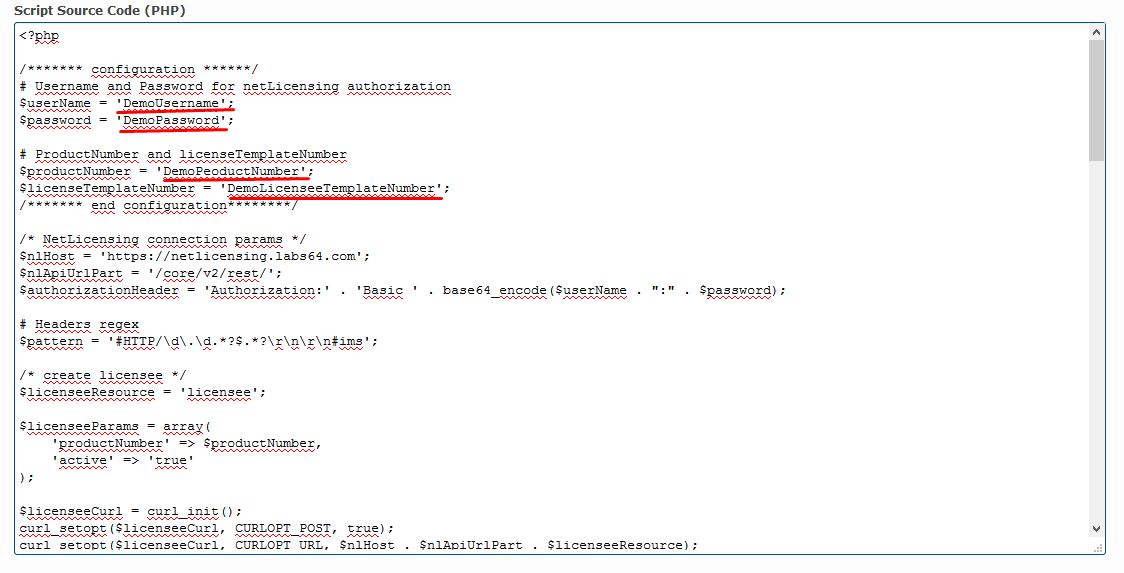 Script Source Code (PHP)
<?php
/******* configuration ******/
# Username and Password for netLicensing authorization
$userName = 'DemoUsername';
$password = 'DemoPassword';
# ProductNumber and licenseTemplateNumber
$productNumber = 'DemoPeoductNumber';
$licenseTemplateNumber = 'DemoLicenseeTemplateNumber';
/******* end configuration********/
/* NetLicensing connection params */
$nlHost = 'https://netlicensing.labs64.com';
$nlApiUrlPart = '/core/v2/rest/';
$authorizationHeader = 'Authorization:' . 'Basic ' . base64_encode($userName . ":" . $password);
# Headers regex
$pattern = '#HTTP/\d\.\d.*?$.*?\r\n\r\n#ims';
/* create licensee */
$licenseeResource = 'licensee';
$licenseeParams = array(
    'productNumber' => $productNumber,
    'active' => 'true'
);
$licenseeCurl = curl_init();
curl_setopt($licenseeCurl, CURLOPT_POST, true);
curl_setopt($licenseeCurl, CURLOPT_URL, $nlHost . $nlApiUrlPart . $licenseeResource);